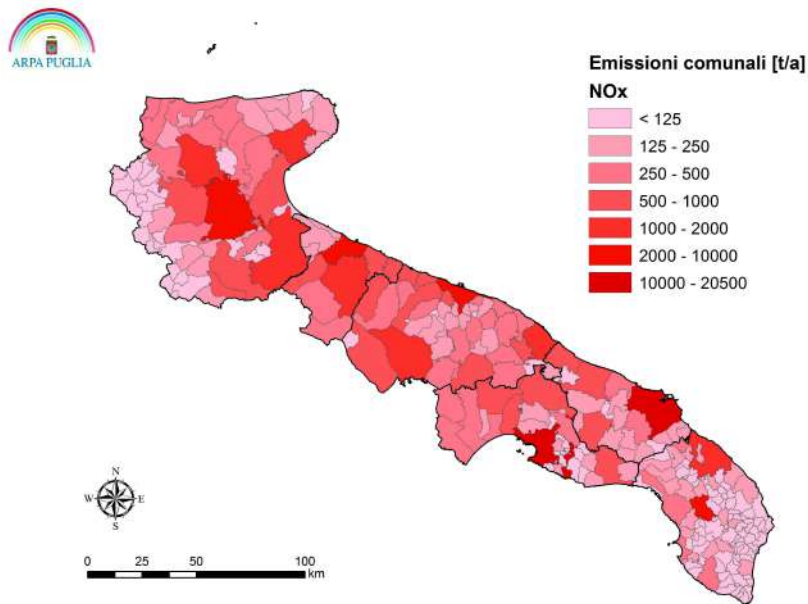 ARPA PUGLIA
Emissioni comunali [t/a]
NOx
< 125
125 - 250
250 - 500
500 - 1000
1000 - 2000
2000 - 10000
10000 - 20500
N
W E
S
0 25 50 100
km